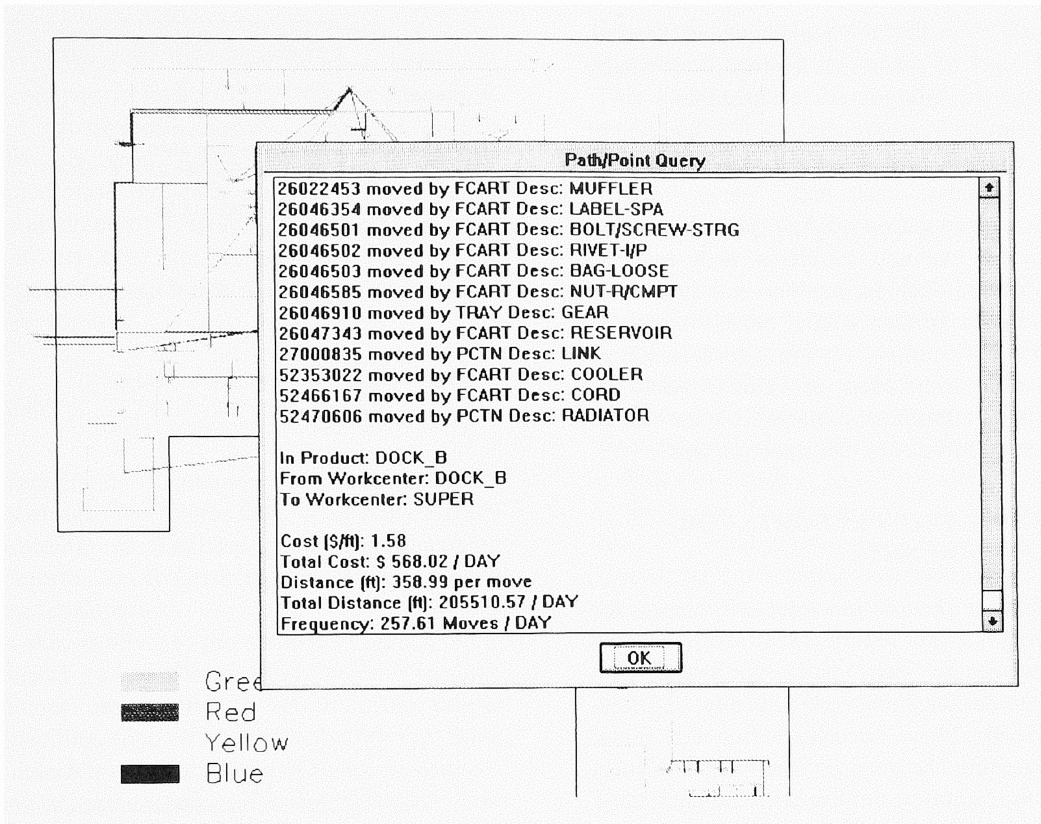 Path/Point Query
26022453 moved by FCART Desc: MUFFLER
26046354 moved by FCART Desc: LABEL-SPA
26046501 moved by FCART Desc: BOLT/SCREW-STRG
26046502 moved by FCART Desc: RIVET-I/P
26046503 moved by FCART Desc: BAG-LOOSE
26046585 moved by FCART Desc: NUT-R/CMPT
26046910 moved by TRAY Desc: GEAR
26047343 moved by FCART Desc: RESERVOIR
27000835 moved by PCTN Desc: LINK
52353022 moved by FCART Desc: COOLER
52466167 moved by FCART Desc: CORD
52470606 moved by PCTN Desc: RADIATOR
In Product: DOCK_B
From Workcenter: DOCK_B
To Workcenter: SUPER
Cost ($/ft): 1.58
Total Cost: $ 568.02 / DAY
Distance (ft): 358.99 per move
Total Distance (ft): 205510.57 / DAY
Frequency: 257.61 Moves / DAY
OK
Gree
Red
Yellow
Blue